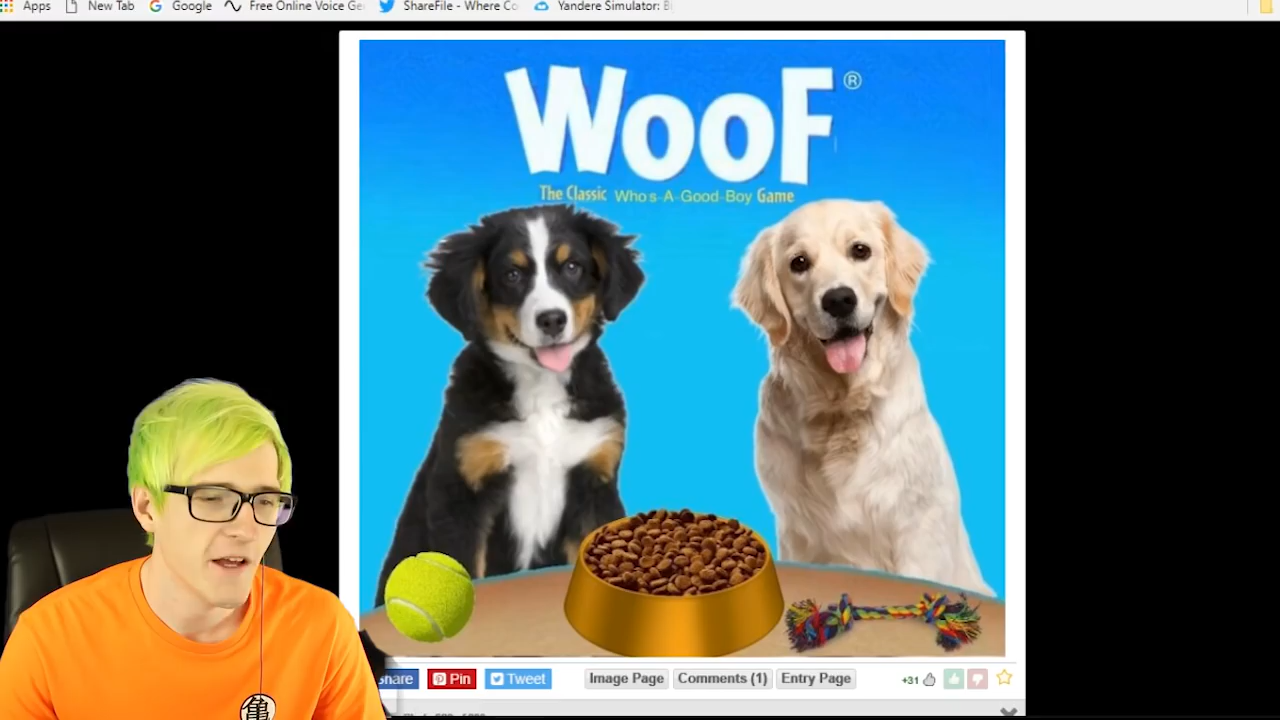 Apps New Tab Google Free Online Voice Ge ShareFile - Where Co Yandere Simulator: B
WooF ®
The Classic Who's-A-Good-Boy Game
Share Pin Tweet Image Page Comments (1) Entry Page +31
亀